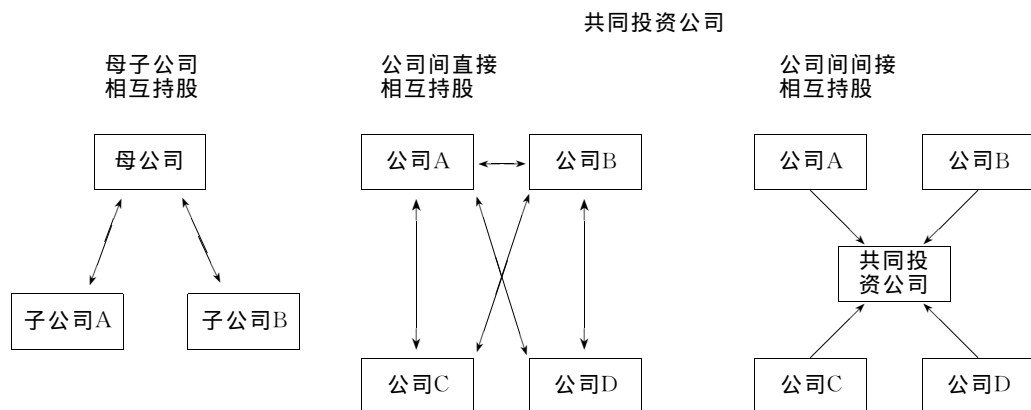 共同投资公司
母子公司
相互持股
公司间直接
相互持股
公司间间接
相互持股
母公司
子公司A
子公司B
公司A
公司B
公司C
公司D
公司A
公司B
共同投
资公司
公司C
公司D